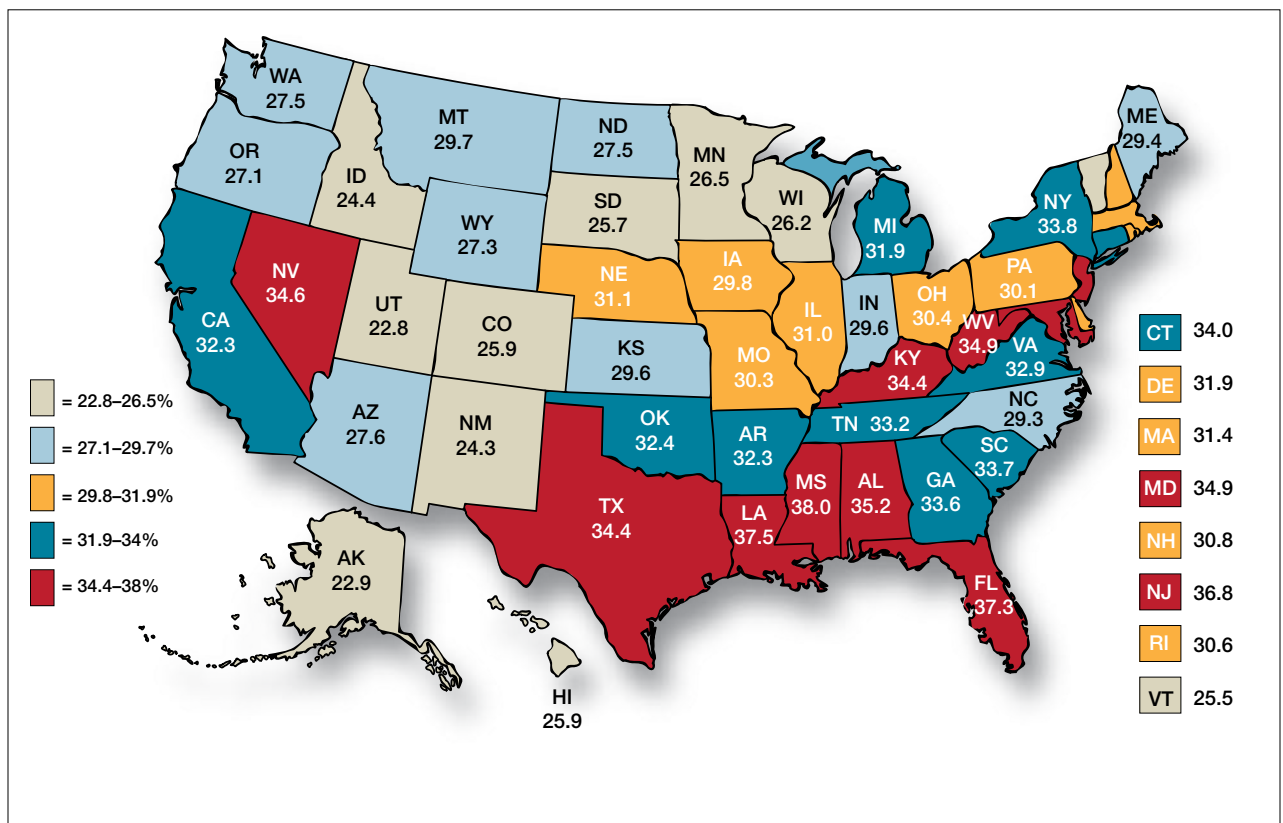 WA
27.5
MT
29.7
ND
27.5
MN
26.5
ME
29.4
OR
27.1
ID
24.4
SD
25.7
WI
26.2
MI
31.9
NY
33.8
WY
27.3
NV
34.6
NE
31.1
IA
29.8
PA
30.1
IL
31.0
IN
29.6
OH
30.4
UT
22.8
CO
25.9
CA
32.3
KS
29.6
MO
30.3
KY
34.4
WV
34.9
VA
32.9
AZ
27.6
NM
24.3
OK
32.4
AR
32.3
TN 33.2
NC
29.3
SC
33.7
GA
33.6
MS
38.0
AL
35.2
TX
34.4
LA
37.5
FL
37.3
AK
22.9
HI
25.9
= 22.8–26.5%
= 27.1–29.7%
= 29.8–31.9%
= 31.9–34%
= 34.4–38%
CT 34.0
DE 31.9
MA 31.4
MD 34.9
NH 30.8
NJ 36.8
RI 30.6
VT 25.5